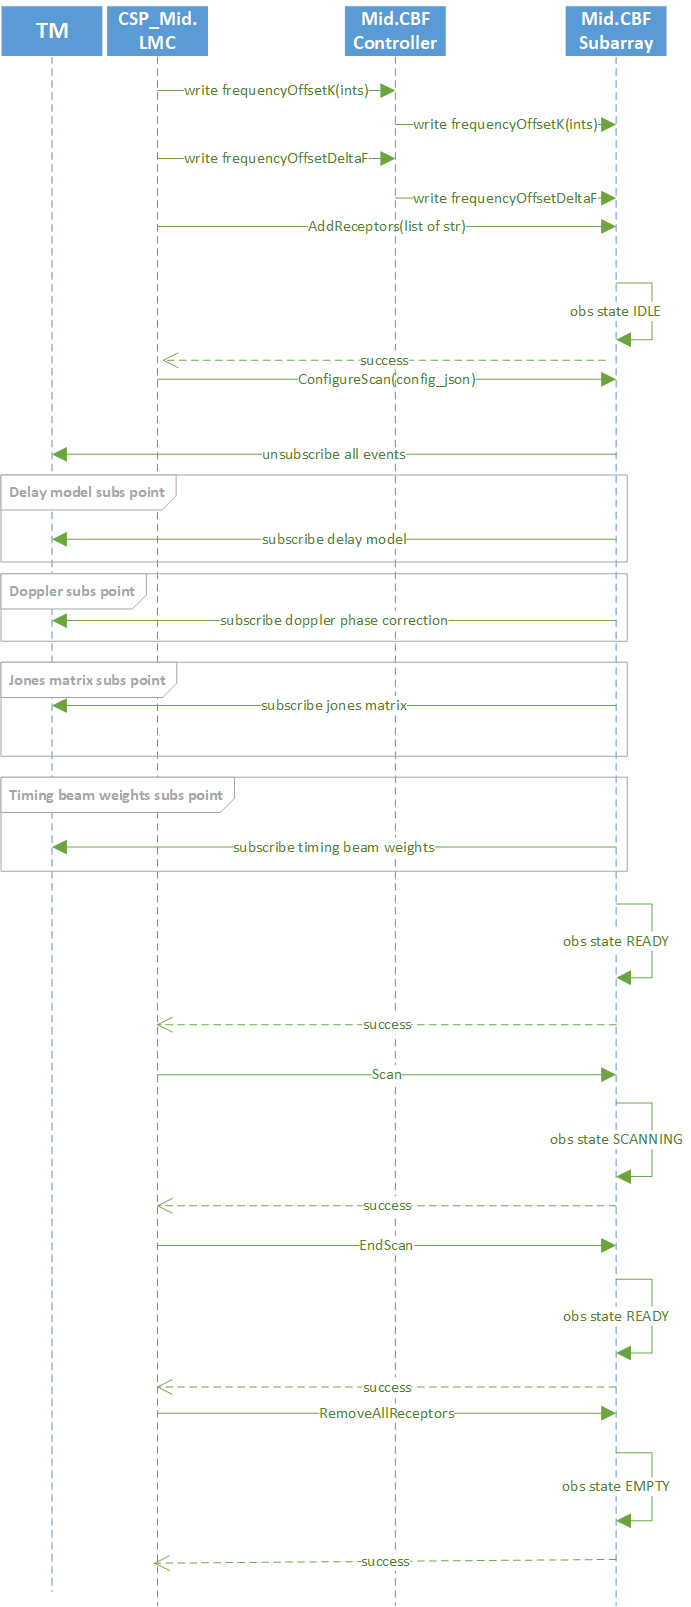 TM
CSP_Mid.
LMC
Mid.CBF
Controller
Mid.CBF
Subarray
write frequencyOffsetK(ints)
write frequencyOffsetK(ints)
write frequencyOffsetDeltaF
write frequencyOffsetDeltaF
AddReceptors(list of str)
obs state IDLE
success
ConfigureScan(config_json)
unsubscribe all events
Delay model subs point
subscribe delay model
Doppler subs point
subscribe doppler phase correction
Jones matrix subs point
subscribe jones matrix
Timing beam weights subs point
subscribe timing beam weights
obs state READY
success
Scan
obs state SCANNING
success
EndScan
obs state READY
success
RemoveAllReceptors
obs state EMPTY
success